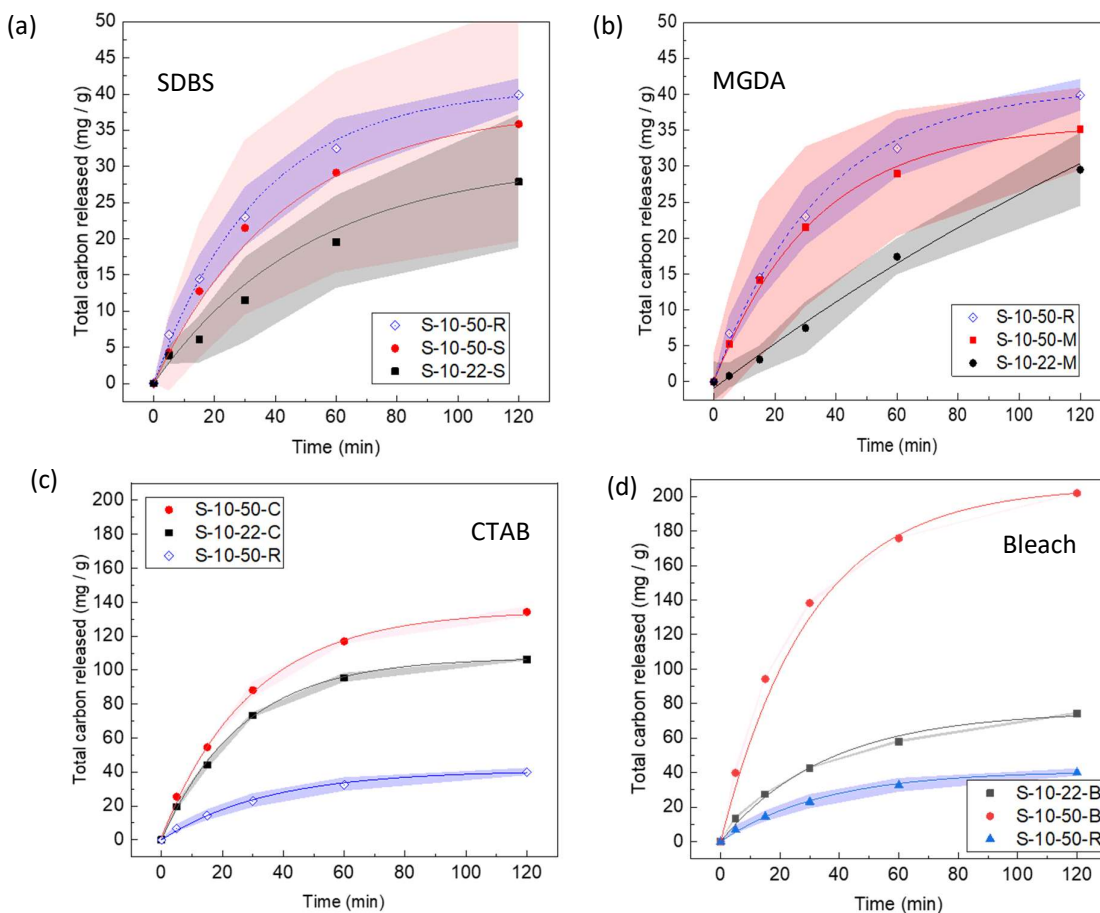 (a)
SDBS
Total carbon released (mg / g)
50
45
40
35
30
25
20
15
10
5
0
0 20 40 60 80 100 120
Time (min)
S-10-50-R
S-10-50-S
S-10-22-S
(b)
MGDA
Total carbon released (mg / g)
50
45
40
35
30
25
20
15
10
5
0
0 20 40 60 80 100 120
Time (min)
S-10-50-R
S-10-50-M
S-10-22-M
(c)
CTAB
S-10-50-C
S-10-22-C
S-10-50-R
Total carbon released (mg / g)
200
180
160
140
120
100
80
60
40
20
0
0 20 40 60 80 100 120
Time (min)
(d)
Bleach
Total carbon released (mg / g)
200
180
160
140
120
100
80
60
40
20
0
0 20 40 60 80 100 120
Time (min)
S-10-22-B
S-10-50-B
S-10-50-R